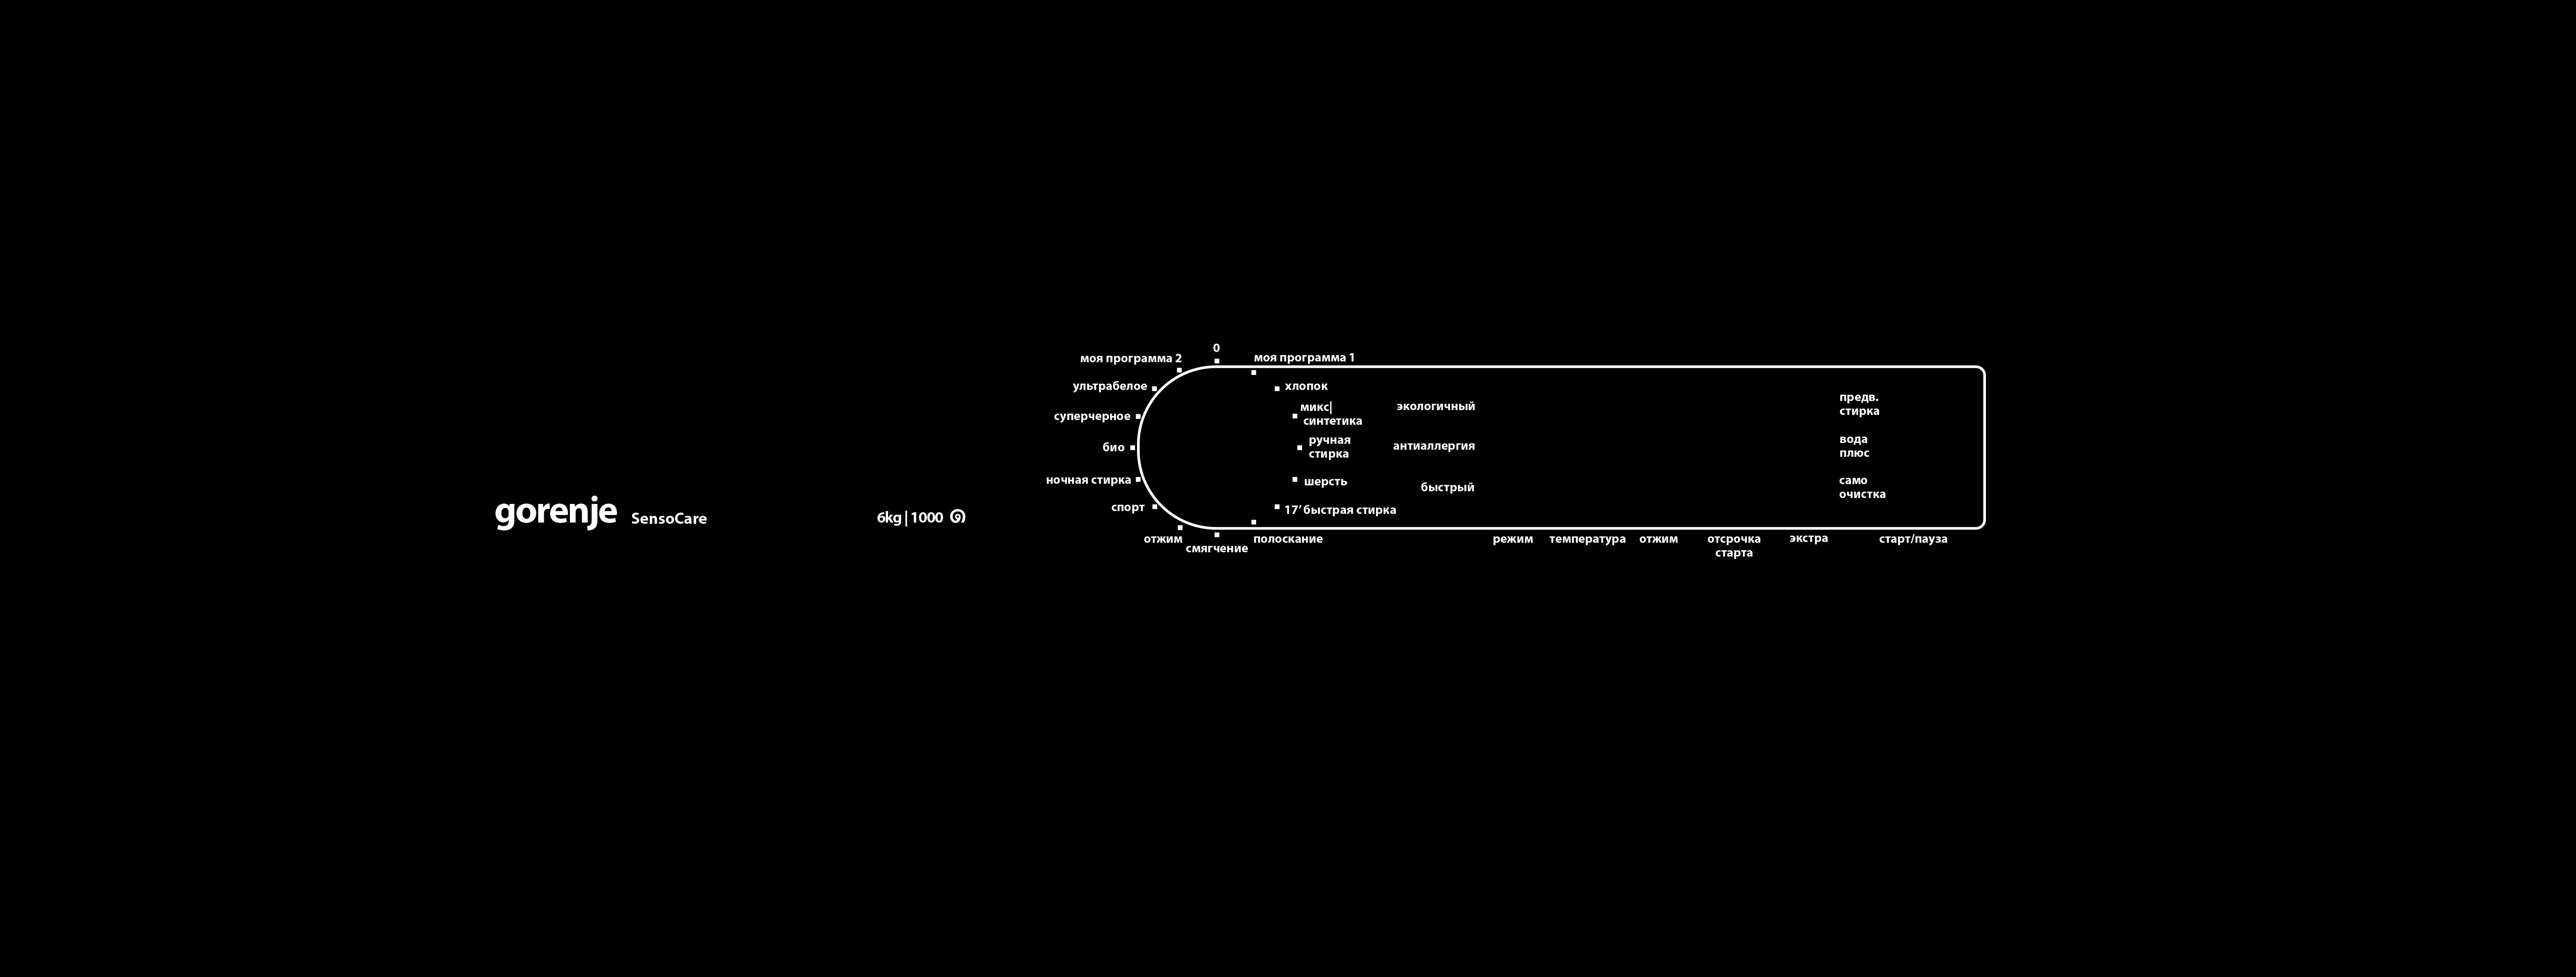 0
моя программа 2
моя программа 1
ультрабелое
хлопок
суперчерное
микс|
синтетика
экологичный
предв.
стирка
био
ручная
стирка
антиаллергия
вода
плюс
ночная стирка
шерсть
быстрый
само
очистка
спорт
17’ быстрая стирка
gorenje SensoCare
6kg|1000
отжим
смягчение
полоскание
режим
температура
отжим
отсрочка
старта
экстра
старт/пауза